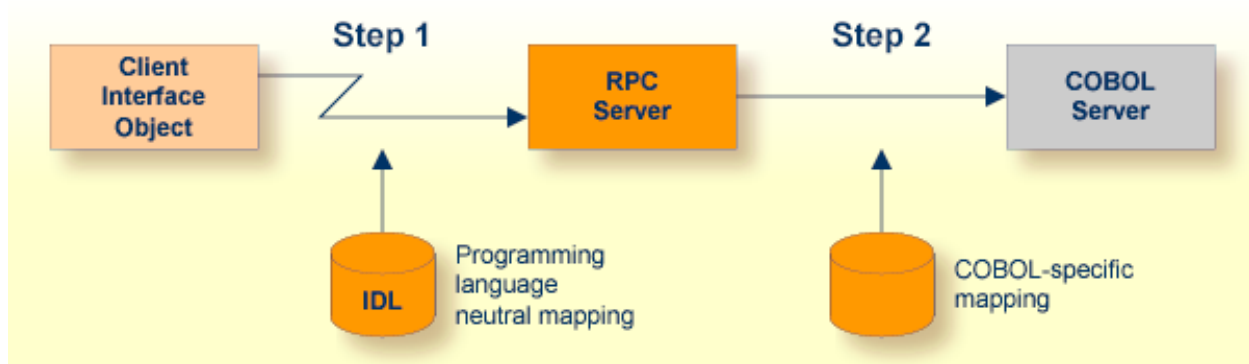 Step 1
Step 2
Client
Interface
Object
RPC
Server
COBOL
Server
IDL
Programming
language
neutral mapping
COBOL-specific
mapping